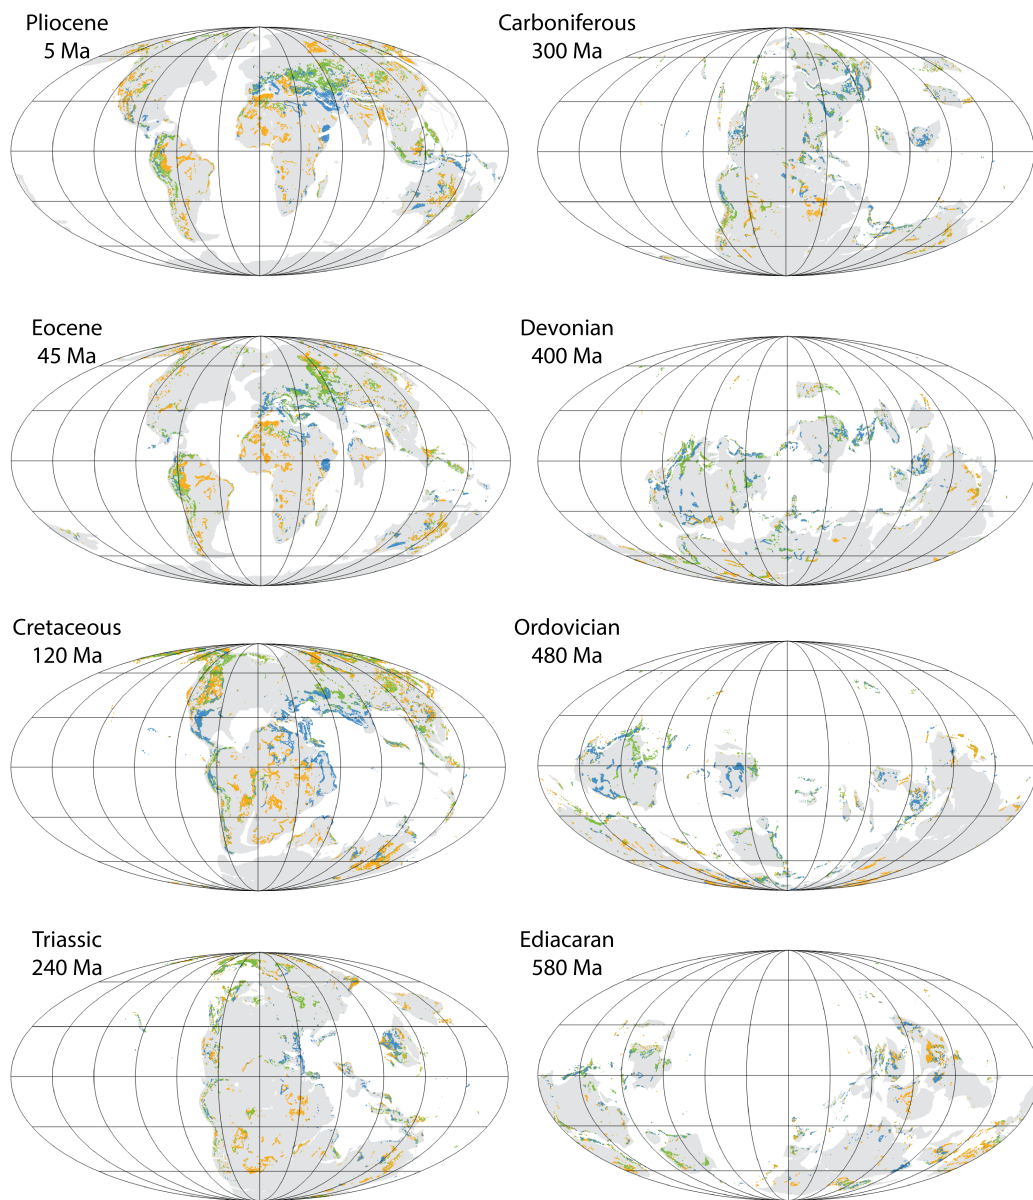 Pliocene
5 Ma
Carboniferous
300 Ma
Eocene
45 Ma
Devonian
400 Ma
Cretaceous
120 Ma
Ordovician
480 Ma
Triassic
240 Ma
Ediacaran
580 Ma